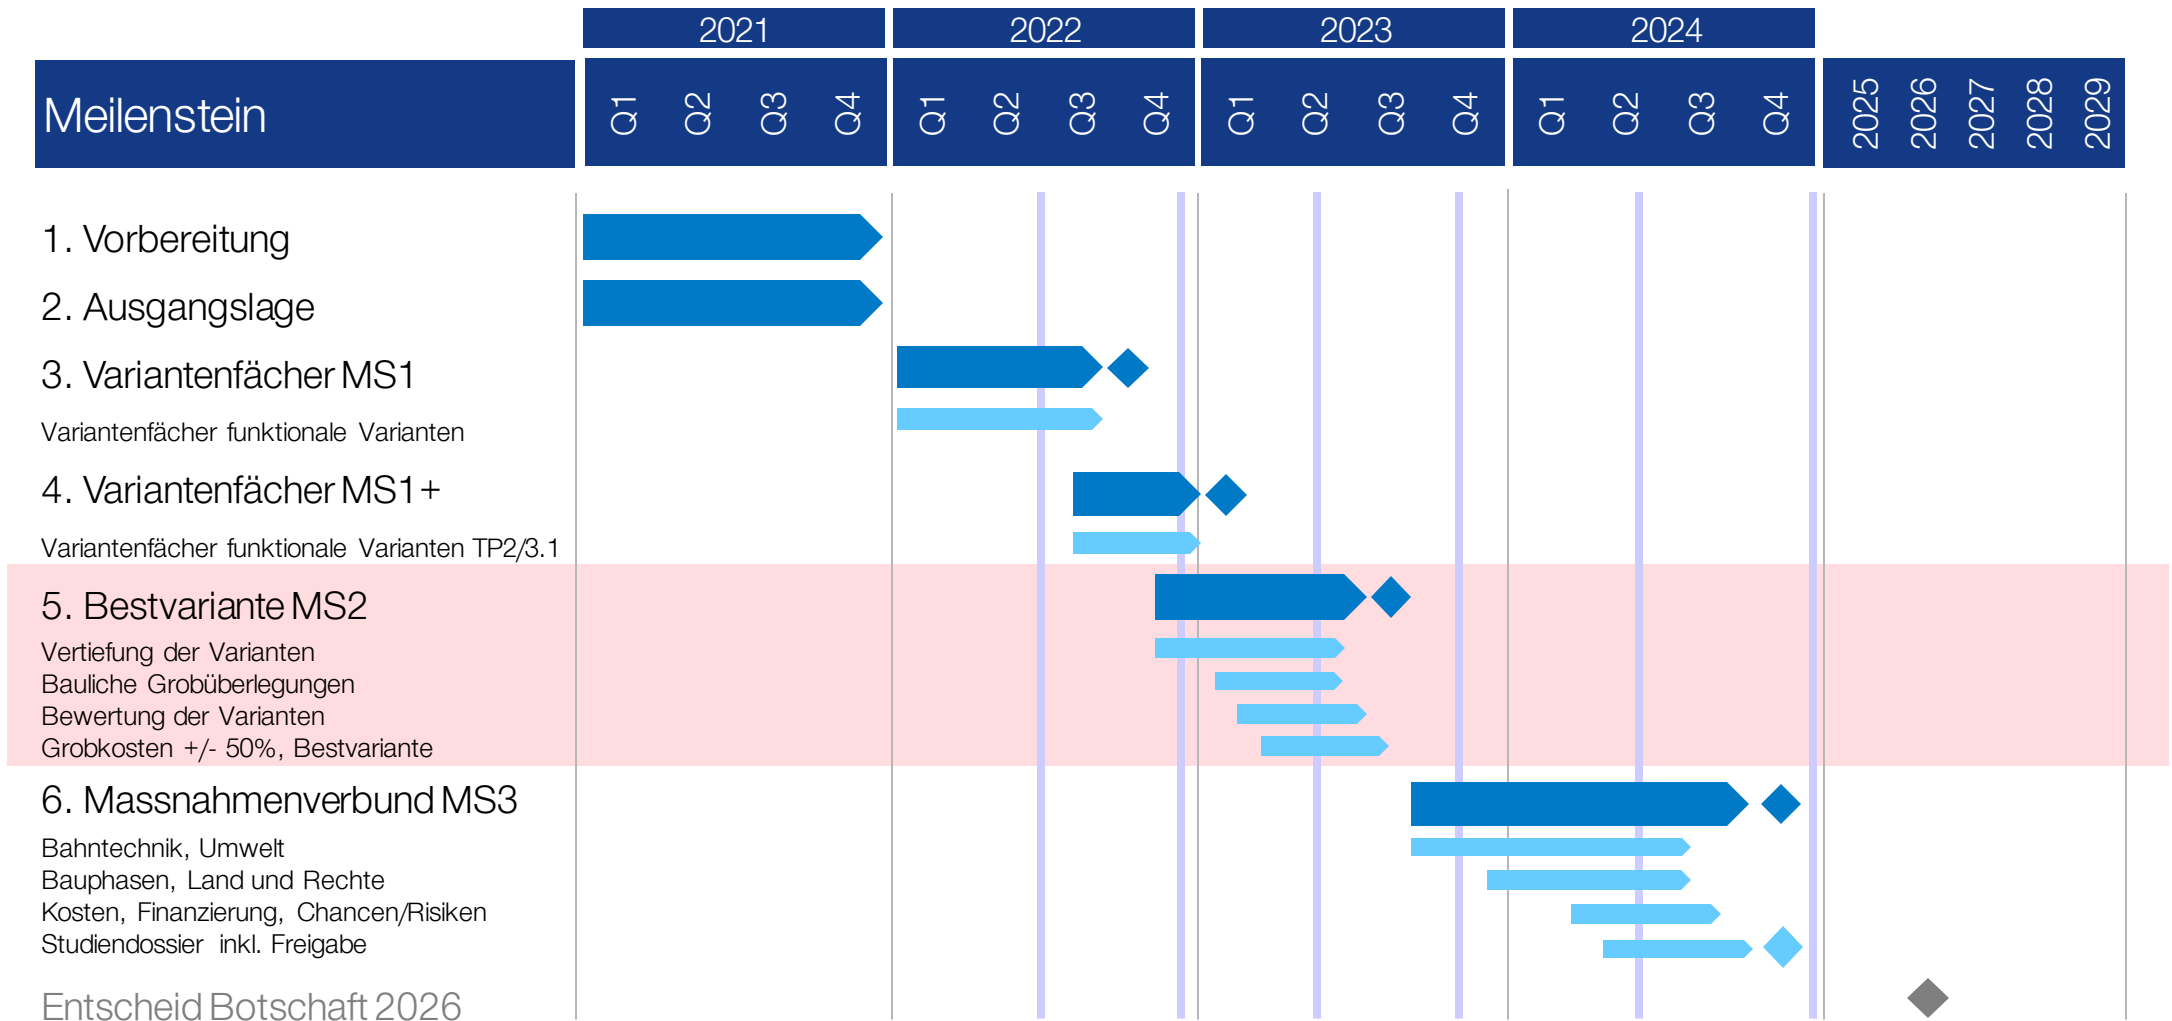 2021 2022 2023 2024
Meilenstein Q1 Q2 Q3 Q4 Q1 Q2 Q3 Q4 Q1 Q2 Q3 Q4 Q1 Q2 Q3 Q4 2025 2026 2027 2028 2029
1. Vorbereitung
2. Ausgangslage
3. Variantenfächer MS1
Variantenfächer funktionale Varianten
4. Variantenfächer MS1+
Variantenfächer funktionale Varianten TP2/3.1
5. Bestvariante MS2
Vertiefung der Varianten
Bauliche Grobüberlegungen
Bewertung der Varianten
Grobkosten +/- 50%, Bestvariante
6. Massnahmenverbund MS3
Bahntechnik, Umwelt
Bauphasen, Land und Rechte
Kosten, Finanzierung, Chancen/Risiken
Studiendossier inkl. Freigabe
Entscheid Botschaft 2026